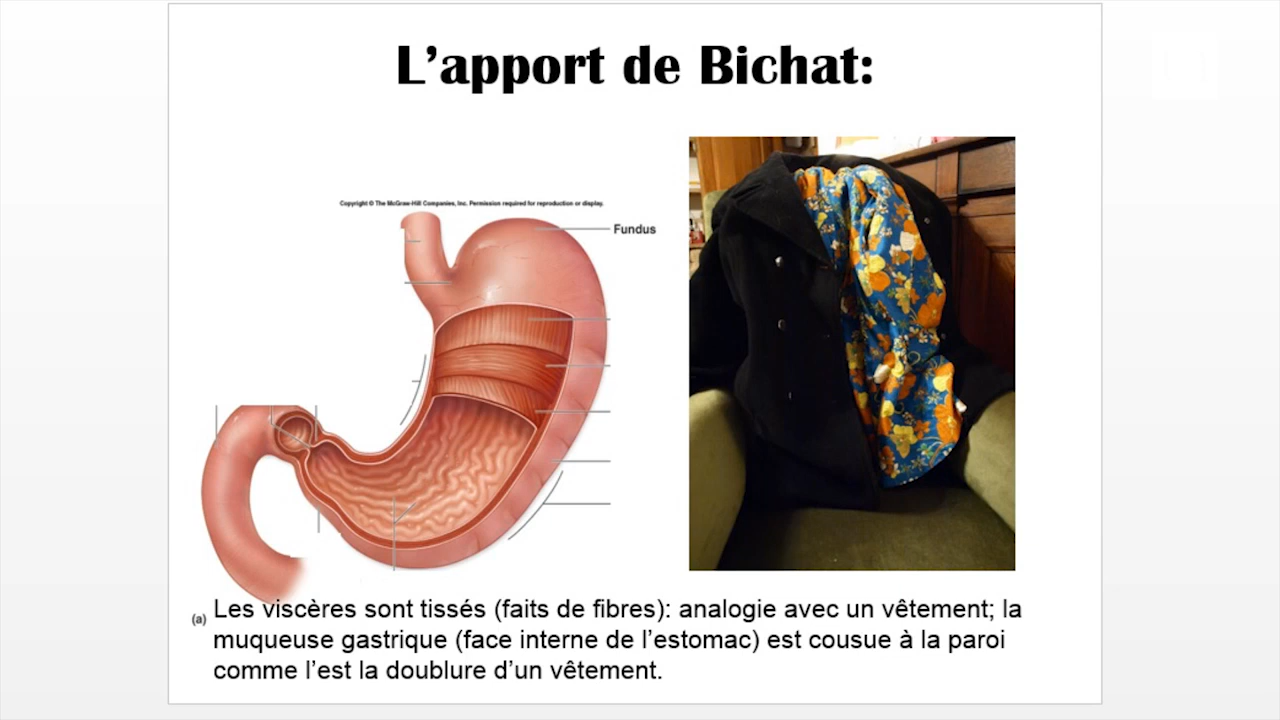 L’apport de Bichat:
Copyright © The McGraw-Hill Companies, Inc. Permission required for reproduction or display.
Fundus
(a)
Les viscères sont tissés (faits de fibres): analogie avec un vêtement; la
muqueuse gastrique (face interne de l’estomac) est cousue à la paroi
comme l’est la doublure d’un vêtement.